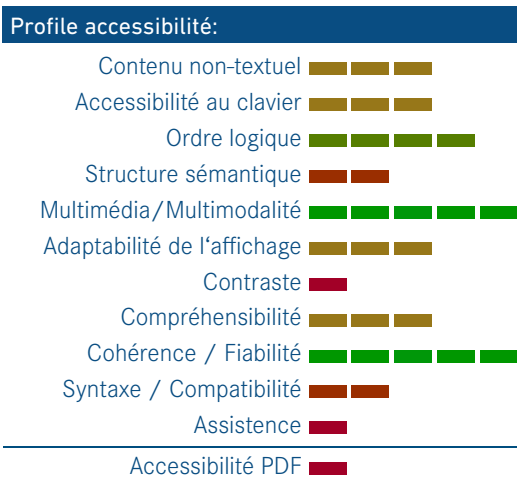 Profile accessibilité:
Contenu non-textuel
Accessibilité au clavier
Ordre logique
Structure sémantique
Multimédia/Multimodalité
Adaptabilité de l‘affichage
Contraste
Compréhensibilité
Cohérence / Fiabilité
Syntaxe / Compatibilité
Assistence
Accessibilité PDF